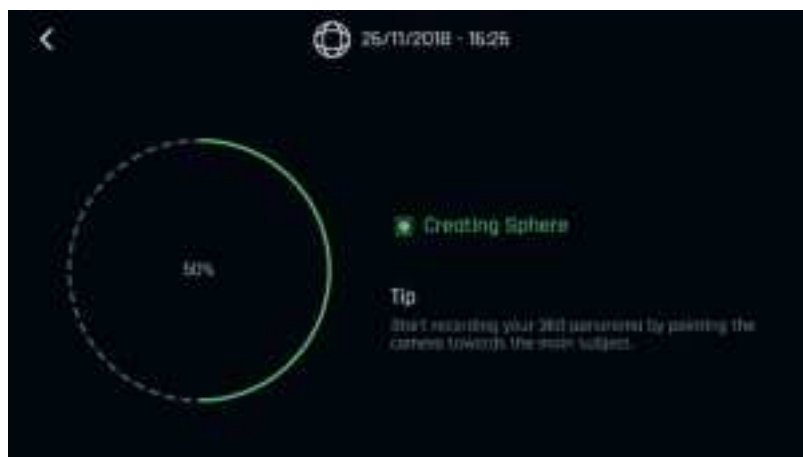 26/11/2018 - 16:26
50%
Creating Sphere
Tip
Start recording your 360 panorama by pointing the
camera towards the main subject.